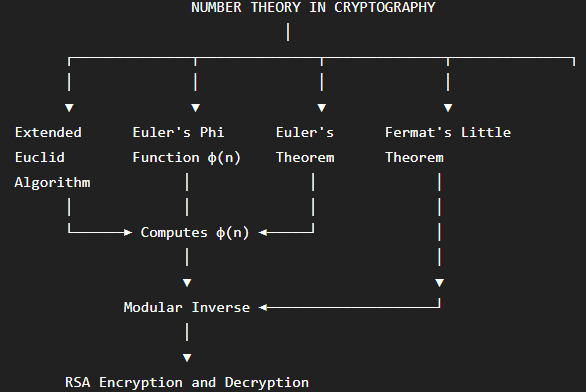 NUMBER THEORY IN CRYPTOGRAPHY
Extended Euler's Phi Euler's Fermat's Little
Euclid Function φ(n) Theorem Theorem
Algorithm
Computes φ(n)
Modular Inverse
RSA Encryption and Decryption